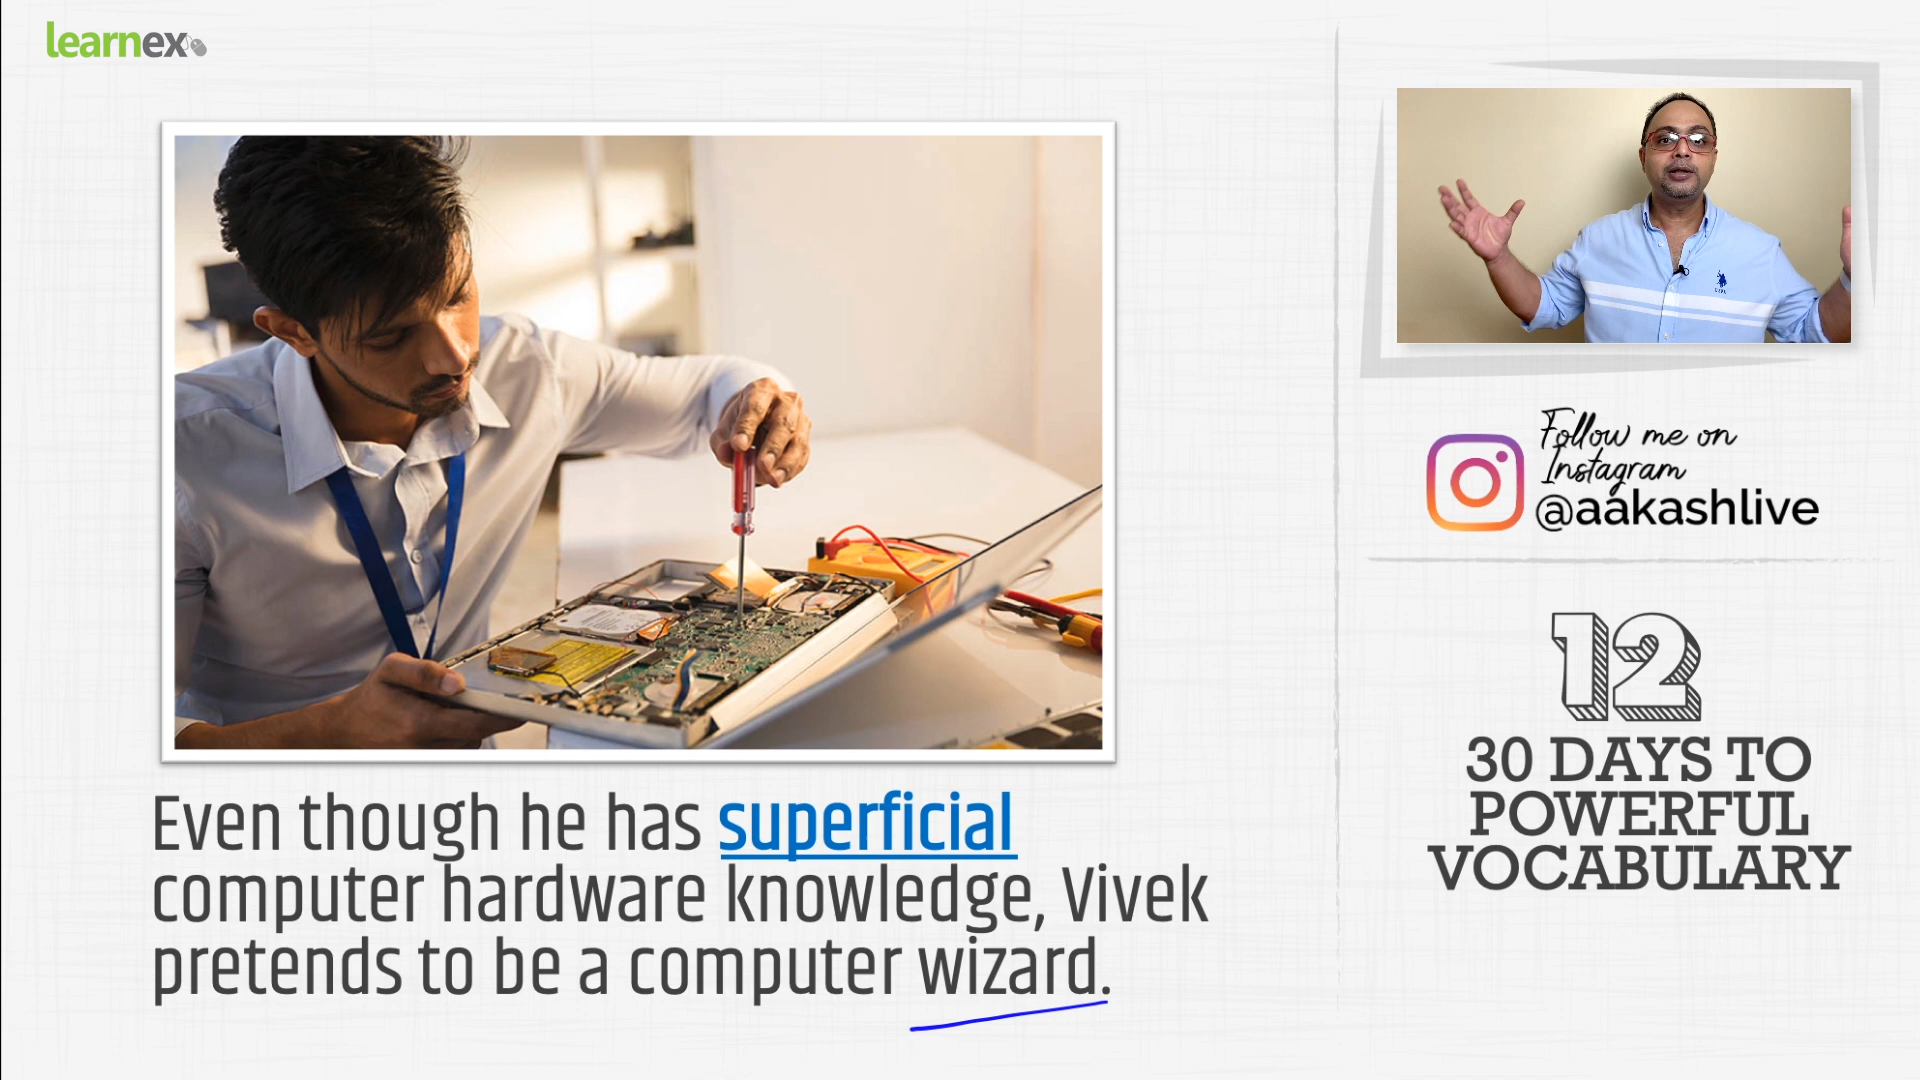 learnex
Even though he has superficial
computer hardware knowledge, Vivek
pretends to be a computer wizard.
Follow me on
Instagram
@aakashlive
12
30 DAYS TO
POWERFUL
VOCABULARY